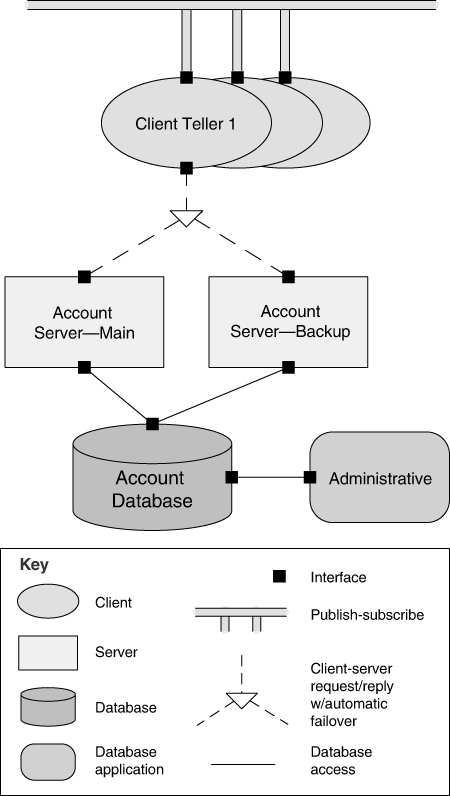 Client Teller 1
Account
Server—Main
Account
Server—Backup
Account
Database
Administrative
Key
Client
Server
Database
Database
application
Interface
Publish-subscribe
Client-server
request/reply
w/automatic
failover
Database
access